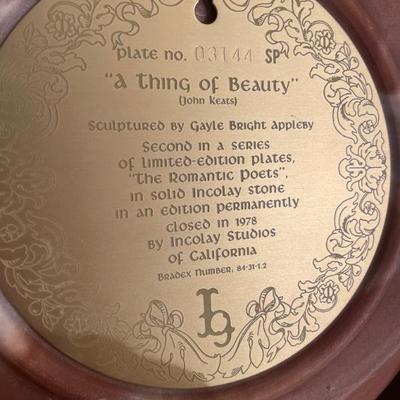 Plate no. 03144 SP
"A Thing of Beauty"
(John Keats)
Sculptured by Gayle Bright Appleby
Second in a series
of limited-edition plates,
"The Romantic Poets",
in solid Incolay stone
in an edition permanently
closed in 1978
by Incolay Studios
of California
Bradex Number: 84-31-1.2